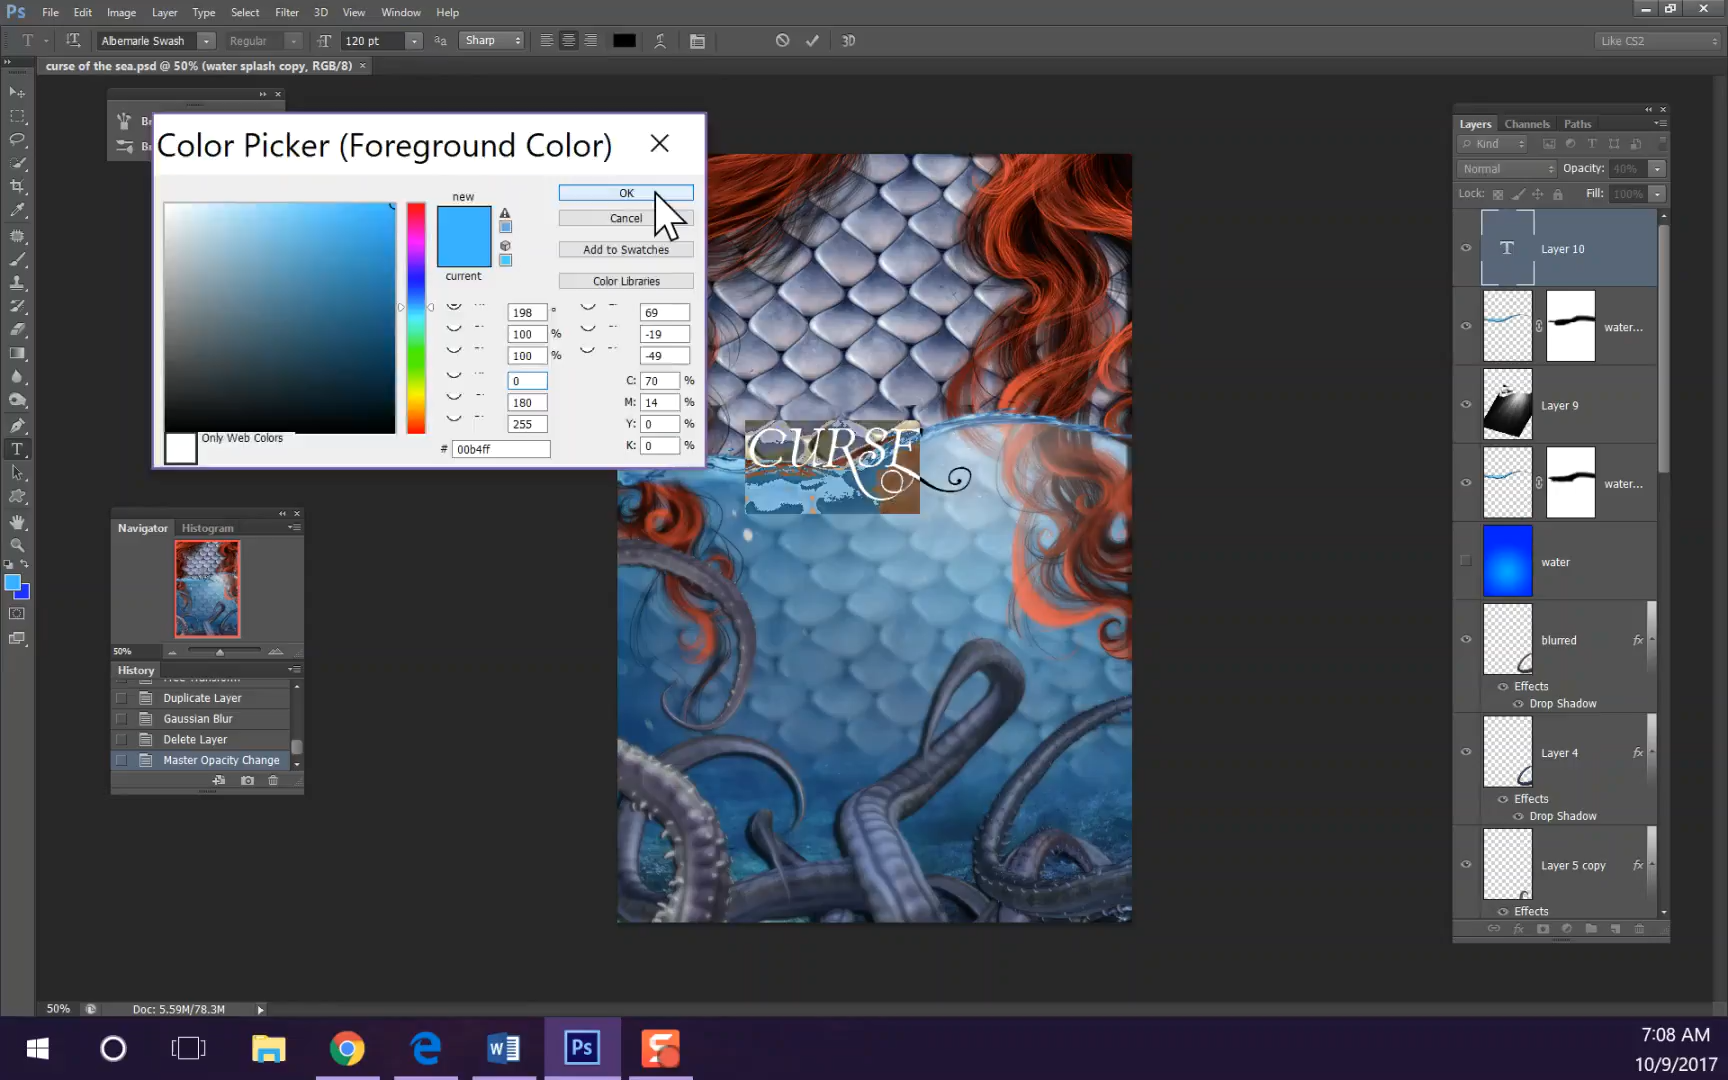 Ps File Edit Image Layer Type Select Filter 3D View Window Help
T Albemarle Swash Regular 120 pt aa Sharp 3D Like CS2
curse of the sea.psd @ 50% (water splash copy, RGB/8) ×
Color Picker (Foreground Color)
new
current
OK
Cancel
Add to Swatches
Color Libraries
198 °
69
100 %
-19
100 %
-49
0
C: 70 %
180
M: 14 %
255
Y: 0 %
# 00b4ff
K: 0 %
Only Web Colors
CURSE
Navigator Histogram
50%
History
Duplicate Layer
Gaussian Blur
Delete Layer
Master Opacity Change
Layers Channels Paths
Kind
Normal Opacity: 40%
Lock: Fill: 100%
T Layer 10
water...
Layer 9
water...
water
blurred fx
Effects
Drop Shadow
Layer 4 fx
Effects
Drop Shadow
Layer 5 copy fx
Effects
fx
50% Doc: 5.59M/78.3M
7:08 AM
10/9/2017